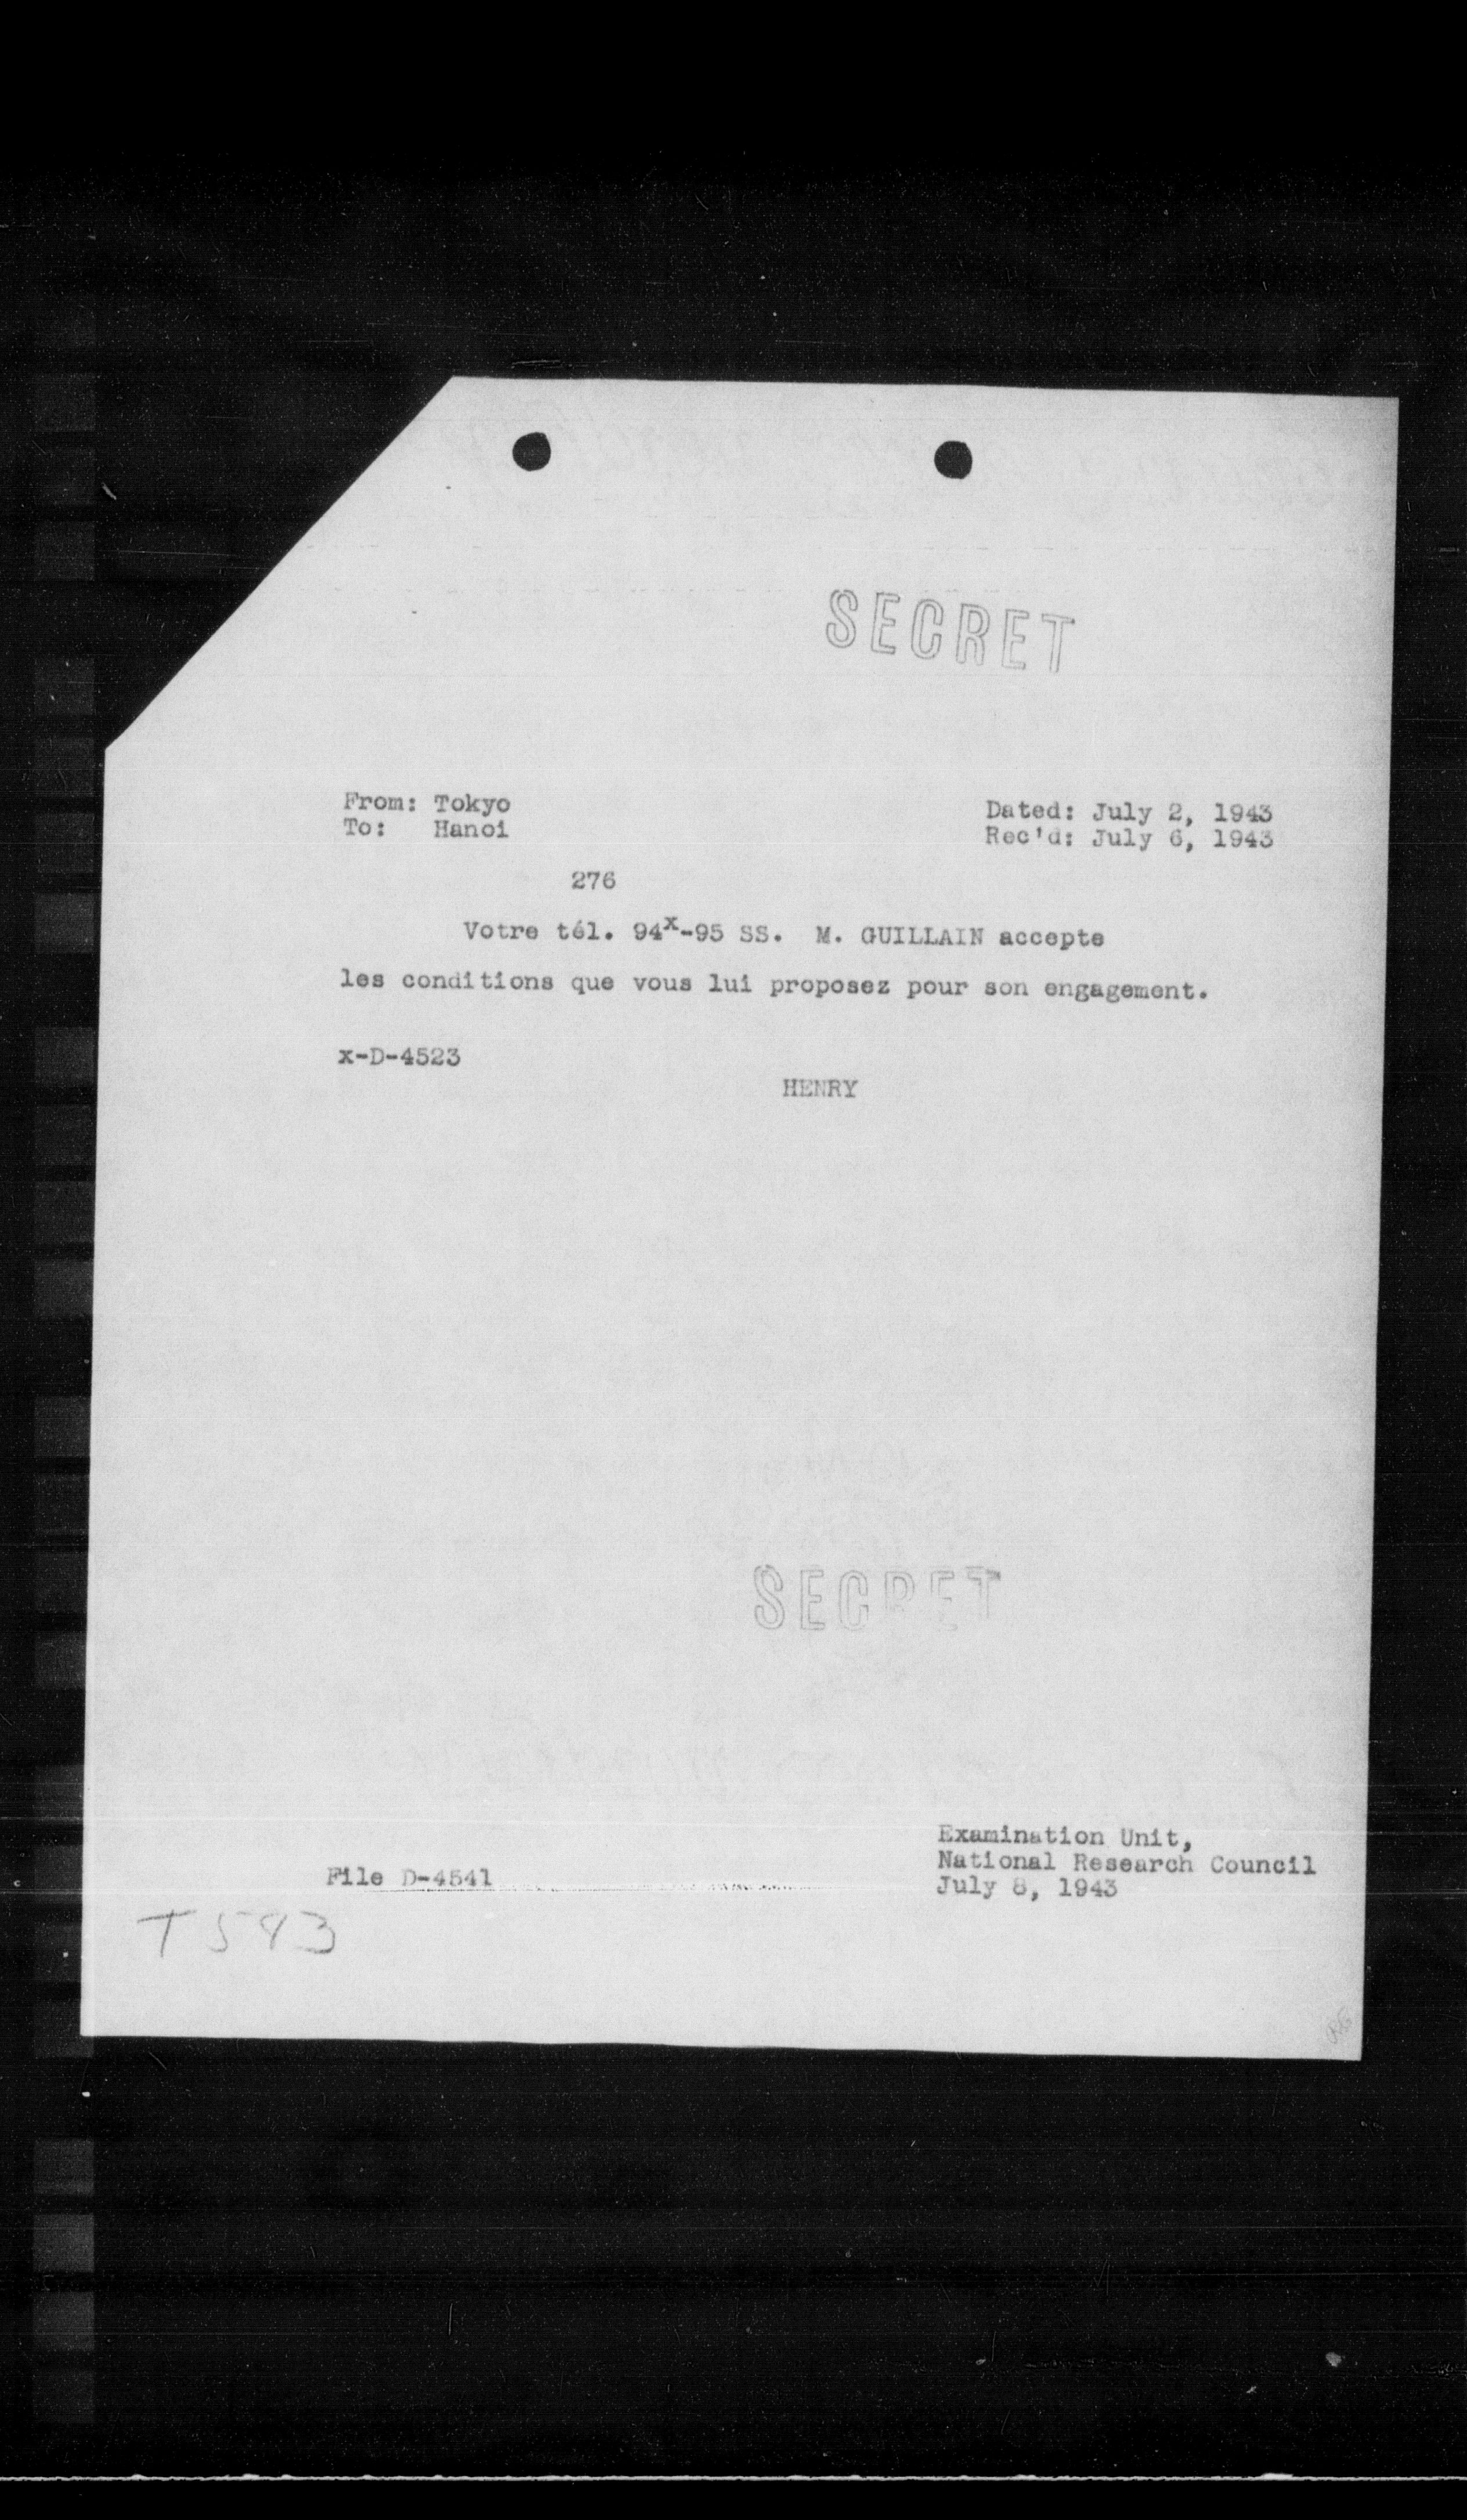 SECRET
From: Tokyo
To: Hanoi
Dated: July 2, 1943
Rec'd: July 6, 1943
276
Votre tél. 94x-95 SS. M. GUILLAIN accepte
les conditions que vous lui proposez pour son engagement.
x-D-4523
HENRY
SECRET
Examination Unit,
National Research Council
July 8, 1943
File D-4541
T593